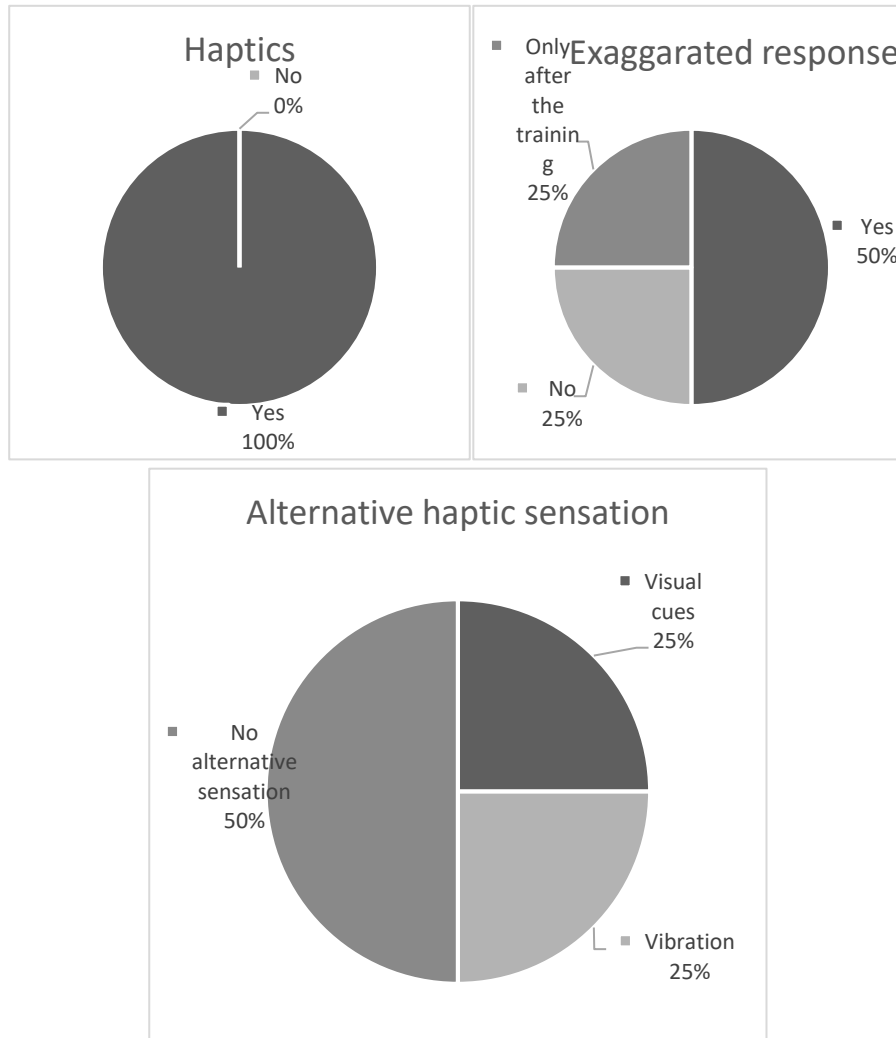 Haptics
No
0%
Yes
100%
Exaggarated response
Only
after
the
trainin
g
25%
Yes
50%
No
25%
Alternative haptic sensation
Visual
cues
25%
No
alternative
sensation
50%
Vibration
25%